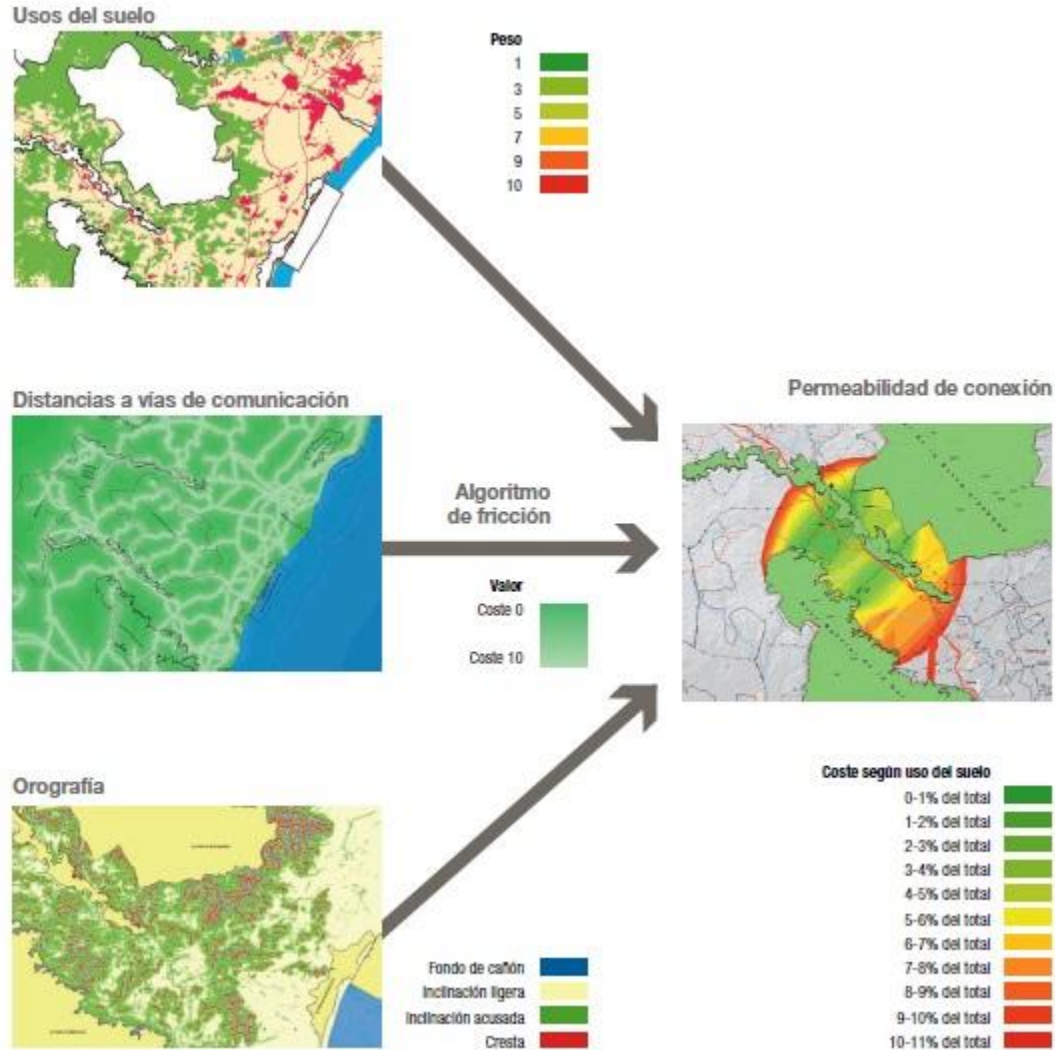 Usos del suelo
Peso
1
3
5
7
9
10
Distancias a vías de comunicación
Permeabilidad de conexión
Algoritmo
de fricción
Valor
Coste 0
Coste 10
Orografía
Fondo de cañón
Inclinación ligera
Inclinación acusada
Cresta
Coste según uso del suelo
0-1% del total
1-2% del total
2-3% del total
3-4% del total
4-5% del total
5-6% del total
6-7% del total
7-8% del total
8-9% del total
9-10% del total
10-11% del total